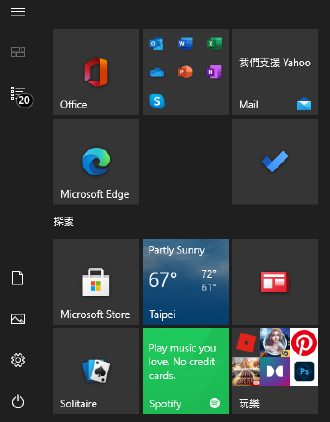 20
Office
我們支援 Yahoo
Mail
Microsoft Edge
探索
Microsoft Store
Partly Sunny
67°
72°
61°
Taipei
Solitaire
Play music you
love. No credit
cards.
Spotify
Ps
玩樂